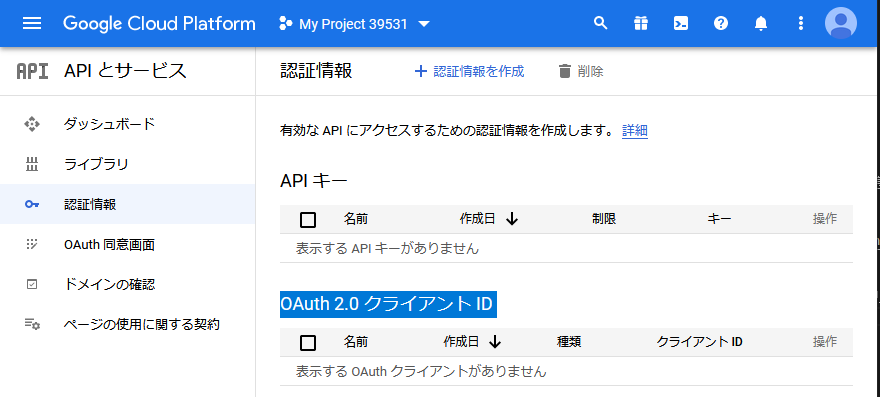 Google Cloud Platform My Project 39531
API API とサービス
認証情報 + 認証情報を作成 削除
ダッシュボード
ライブラリ
認証情報
OAuth 同意画面
ドメインの確認
ページの使用に関する契約
有効な API にアクセスするための認証情報を作成します。 詳細
API キー
名前 作成日 ↓ 制限 キー 操作
表示する API キーがありません
OAuth 2.0 クライアント ID
名前 作成日 ↓ 種類 クライアント ID 操作
表示する OAuth クライアントがありません